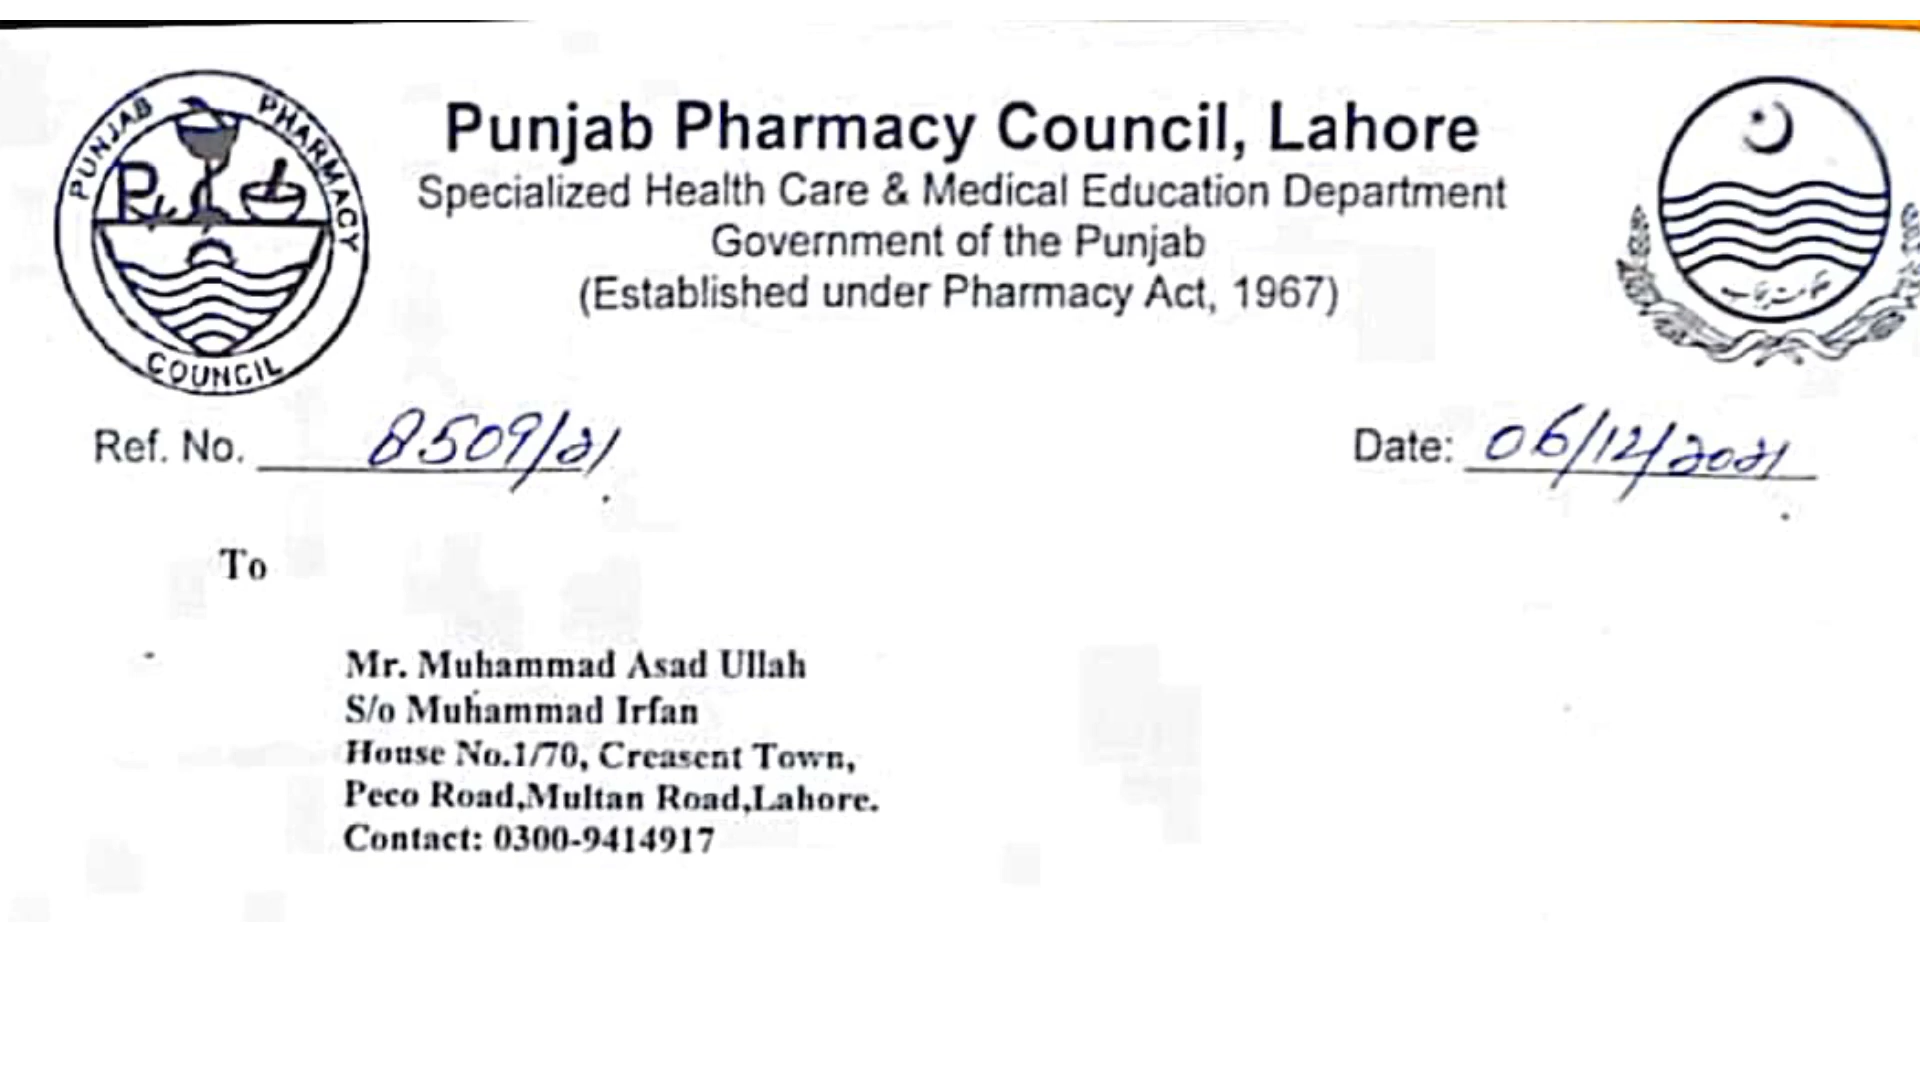 PUNJAB PHARMACY COUNCIL
Punjab Pharmacy Council, Lahore
Specialized Health Care & Medical Education Department
Government of the Punjab
(Established under Pharmacy Act, 1967)
Ref. No. 8509/21
Date: 06/12/2021
To
Mr. Muhammad Asad Ullah
S/o Muhammad Irfan
House No.1/70, Creasent Town,
Peco Road,Multan Road,Lahore.
Contact: 0300-9414917